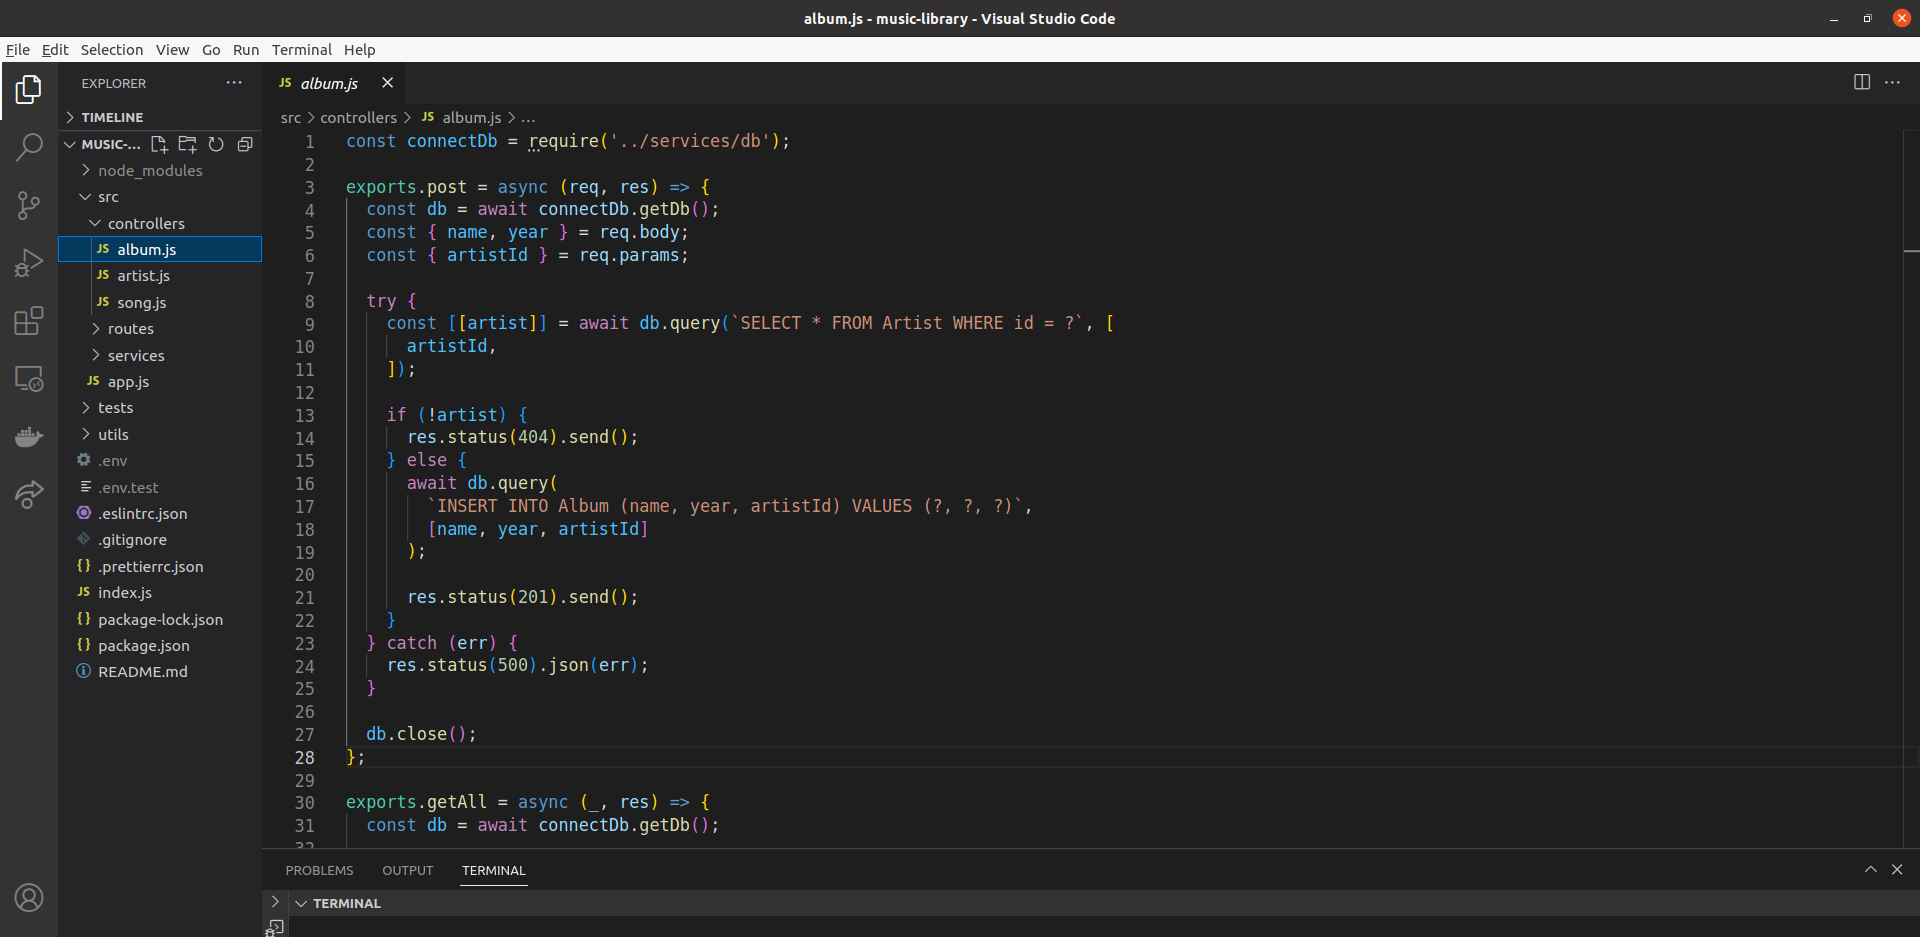 album.js - music-library - Visual Studio Code
File Edit Selection View Go Run Terminal Help
EXPLORER
TIMELINE
MUSIC-...
node_modules
src
controllers
JS album.js
JS artist.js
JS song.js
routes
services
JS app.js
tests
utils
.env
.env.test
.eslintrc.json
.gitignore
{} .prettierrc.json
JS index.js
{} package-lock.json
{} package.json
README.md
JS album.js
src > controllers > JS album.js > ...
1 const connectDb = require('../services/db');
2
3 exports.post = async (req, res) => {
4   const db = await connectDb.getDb();
5   const { name, year } = req.body;
6   const { artistId } = req.params;
7
8   try {
9     const [[artist]] = await db.query(`SELECT * FROM Artist WHERE id = ?`, [
10       artistId,
11     ]);
12
13     if (!artist) {
14       res.status(404).send();
15     } else {
16       await db.query(
17         `INSERT INTO Album (name, year, artistId) VALUES (?, ?, ?)`,
18         [name, year, artistId]
19       );
20
21       res.status(201).send();
22     }
23   } catch (err) {
24     res.status(500).json(err);
25   }
26
27   db.close();
28 };
29
30 exports.getAll = async (_, res) => {
31   const db = await connectDb.getDb();
32
PROBLEMS OUTPUT TERMINAL
TERMINAL